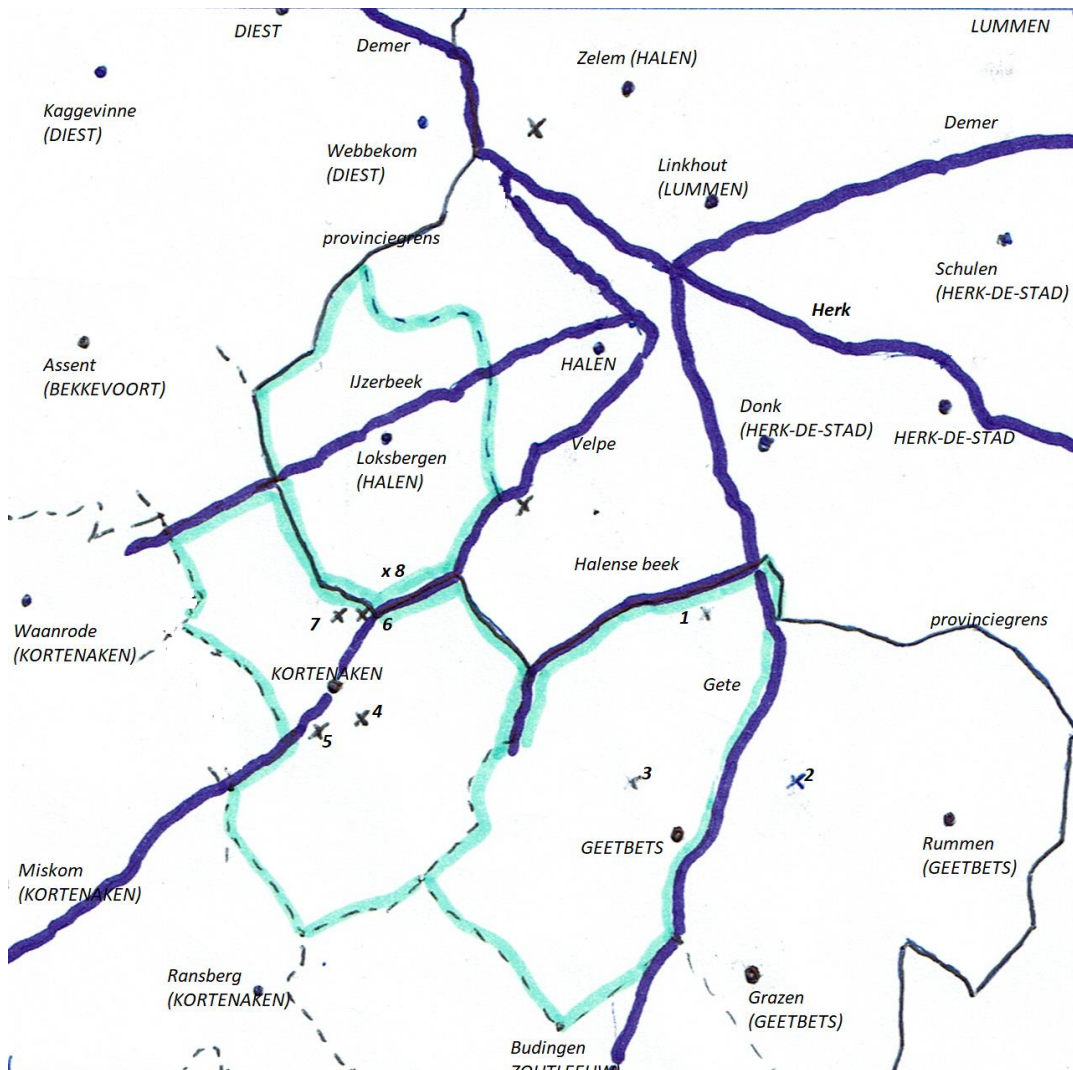 DIEST
LUMMEN
Demer
Zelem (HALEN)
Kaggevinne
(DIEST)
Demer
Webbekom
(DIEST)
Linkhout
(LUMMEN)
provinciegrens
Schulen
(HERK-DE-STAD)
Herk
Assent
(BEKKEVOORT)
HALEN
IJzerbeek
Donk
(HERK-DE-STAD)
HERK-DE-STAD
Velpe
Loksbergen
(HALEN)
Halense beek
x 8
7
6
1
Waanrode
(KORTENAKEN)
provinciegrens
KORTENAKEN
Gete
4
5
3
2
GEETBETS
Rummen
(GEETBETS)
Miskom
(KORTENAKEN)
Ransberg
(KORTENAKEN)
Grazen
(GEETBETS)
Budingen
ZOUTLEEUW